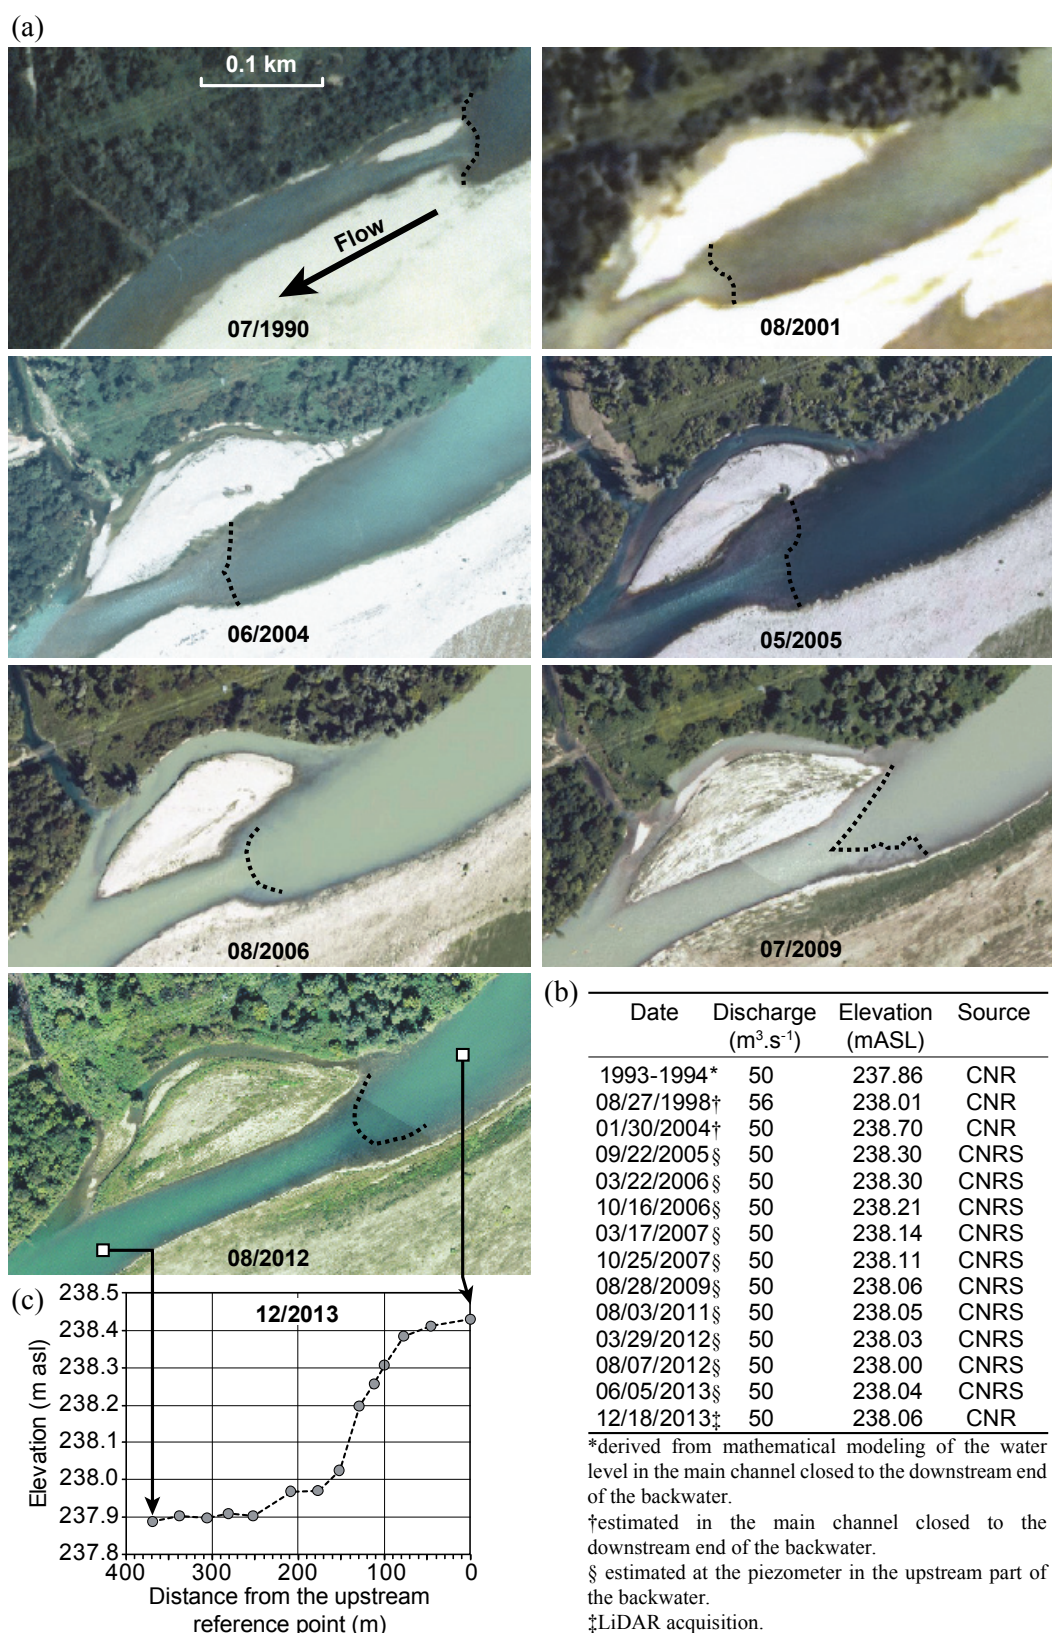 (a)
0.1 km
Flow
07/1990
08/2001
06/2004
05/2005
08/2006
07/2009
08/2012
(b)
Date Discharge Elevation Source
(m³.s⁻¹) (mASL)
1993-1994* 50 237.86 CNR
08/27/1998† 56 238.01 CNR
01/30/2004† 50 238.70 CNR
09/22/2005§ 50 238.30 CNRS
03/22/2006§ 50 238.30 CNRS
10/16/2006§ 50 238.21 CNRS
03/17/2007§ 50 238.14 CNRS
10/25/2007§ 50 238.11 CNRS
08/28/2009§ 50 238.06 CNRS
08/03/2011§ 50 238.05 CNRS
03/29/2012§ 50 238.03 CNRS
08/07/2012§ 50 238.00 CNRS
06/05/2013§ 50 238.04 CNRS
12/18/2013‡ 50 238.06 CNR
*derived from mathematical modeling of the water
level in the main channel closed to the downstream end
of the backwater.
†estimated in the main channel closed to the
downstream end of the backwater.
§ estimated at the piezometer in the upstream part of
the backwater.
‡LiDAR acquisition.
(c)
12/2013
238.5
238.4
238.3
238.2
238.1
238.0
237.9
237.8
Elevation (m asl)
400 300 200 100 0
Distance from the upstream
reference point (m)